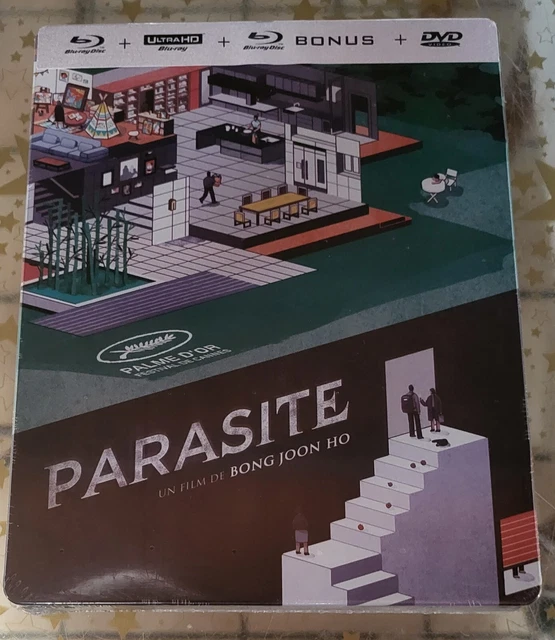 Blu-ray Disc + ULTRA HD Blu-ray + Blu-ray Disc BONUS + DVD VIDEO
PALME D'OR
FESTIVAL DE CANNES
PARASITE
UN FILM DE BONG JOON HO